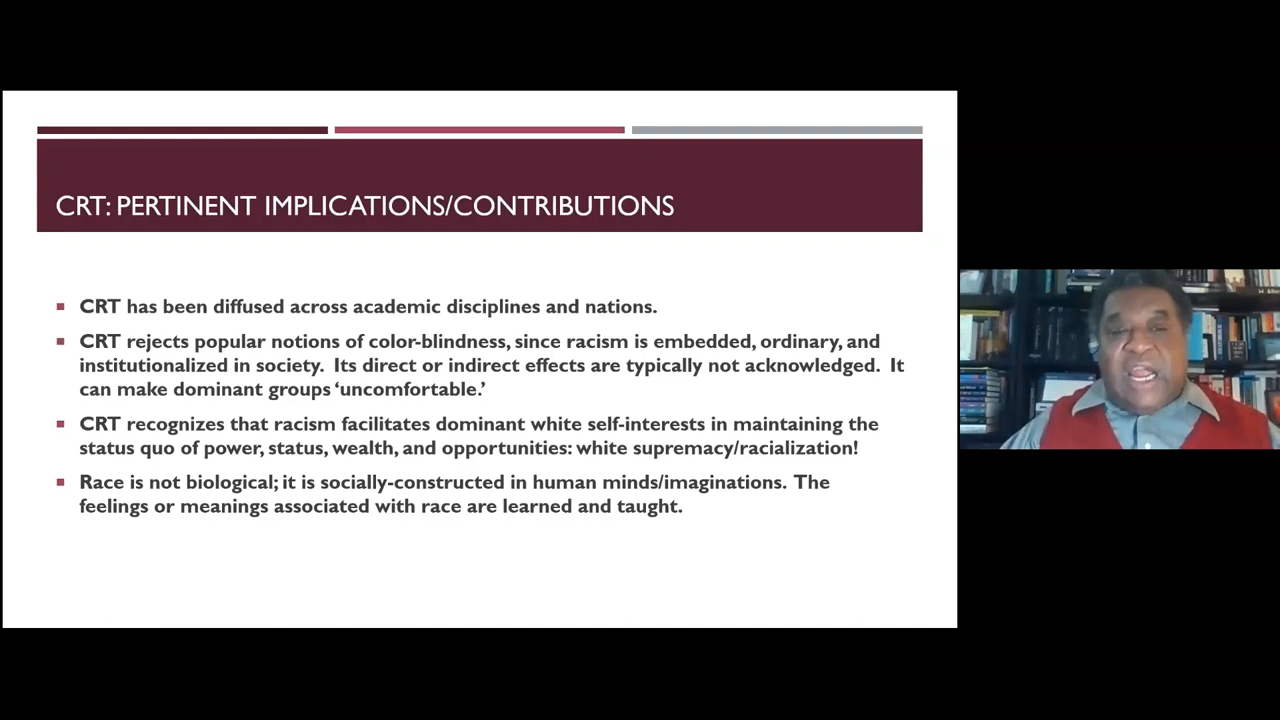 CRT: PERTINENT IMPLICATIONS/CONTRIBUTIONS
▪ CRT has been diffused across academic disciplines and nations.
▪ CRT rejects popular notions of color-blindness, since racism is embedded, ordinary, and
institutionalized in society.  Its direct or indirect effects are typically not acknowledged.  It
can make dominant groups ‘uncomfortable.’
▪ CRT recognizes that racism facilitates dominant white self-interests in maintaining the
status quo of power, status, wealth, and opportunities: white supremacy/racialization!
▪ Race is not biological; it is socially-constructed in human minds/imaginations.  The
feelings or meanings associated with race are learned and taught.